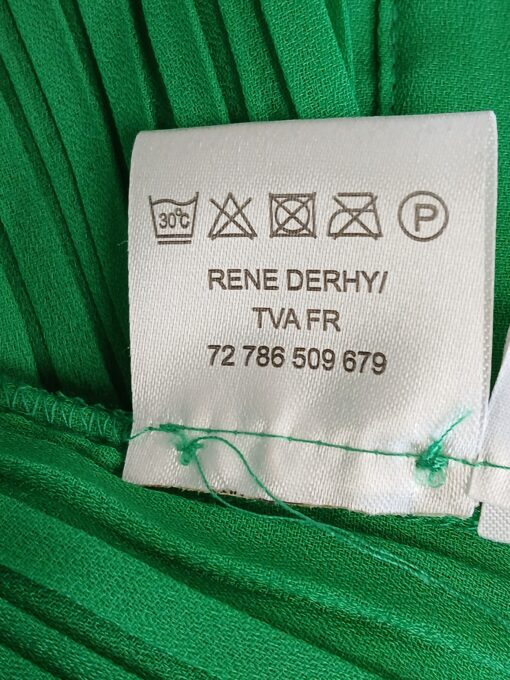 30°C
P
RENE DERHY/
TVA FR
72 786 509 679